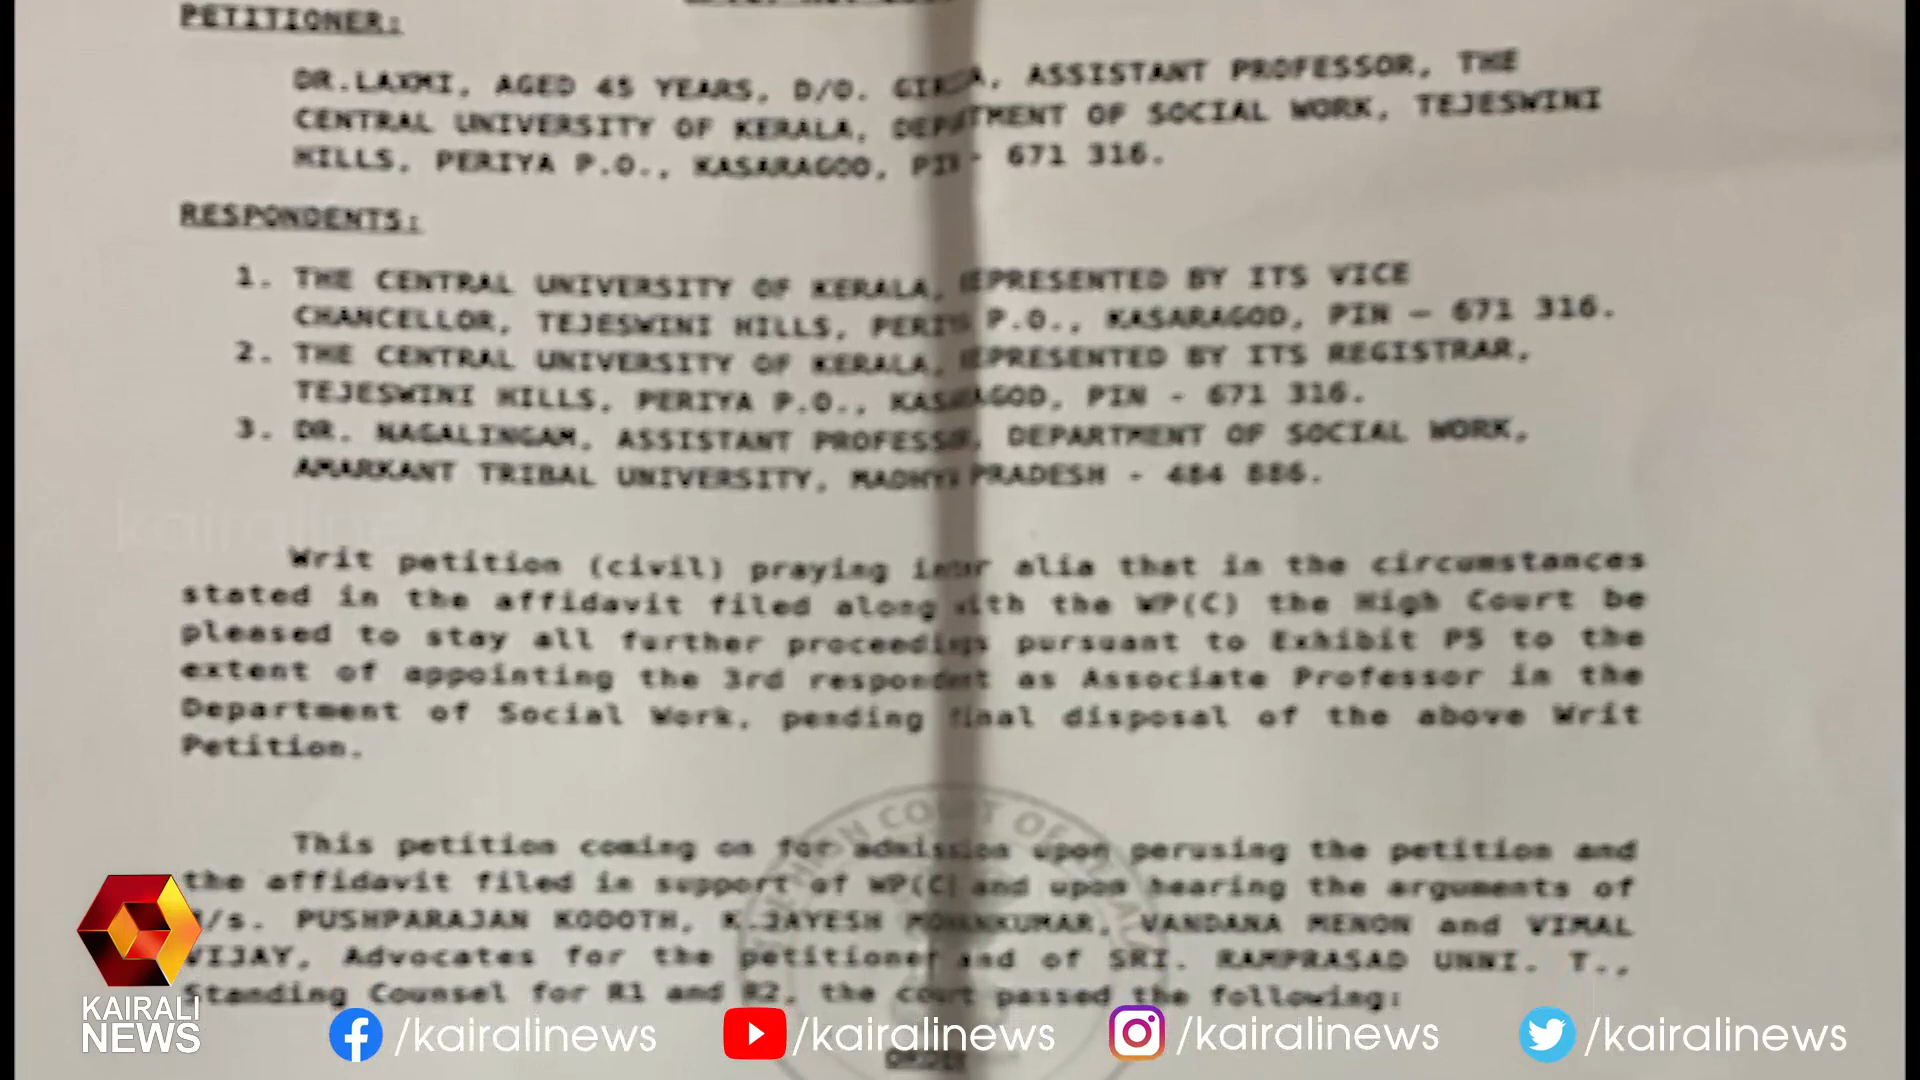 PETITIONER:
DR.LAXMI, AGED 45 YEARS, D/O. ASSISTANT PROFESSOR, THE
CENTRAL UNIVERSITY OF KERALA, DEPARTMENT OF SOCIAL WORK, TEJESWINI
HILLS, PERIYA P.O., KASARAGOD, PIN - 671 316.
RESPONDENTS:
1. THE CENTRAL UNIVERSITY OF KERALA, REPRESENTED BY ITS VICE
CHANCELLOR, TEJESWINI HILLS, PERIYA P.O., KASARAGOD, PIN – 671 316.
2. THE CENTRAL UNIVERSITY OF KERALA, REPRESENTED BY ITS REGISTRAR,
TEJESWINI HILLS, PERIYA P.O., KASARAGOD, PIN - 671 316.
3. DR. NAGALINGAM, ASSISTANT PROFESSOR, DEPARTMENT OF SOCIAL WORK,
AMARKANT TRIBAL UNIVERSITY, MADHYA PRADESH - 484 886.
kairalinews
Writ petition (civil) praying inter alia that in the circumstances
stated in the affidavit filed along with the WP(C) the High Court be
pleased to stay all further proceedings pursuant to Exhibit P5 to the
extent of appointing the 3rd respondent as Associate Professor in the
Department of Social Work, pending final disposal of the above Writ
Petition.
This petition coming on for admission upon perusing the petition and
the affidavit filed in support of WP(C) and upon hearing the arguments of
M/s. PUSHPARAJAN KODOTH, K.JAYESH MOHANKUMAR, VANDANA MENON and VIMAL
VIJAY, Advocates for the petitioner and of SRI. RAMPRASAD UNNI. T.,
Standing Counsel for R1 and R2, the court passed the following:
ORDER
HIGH COURT OF KERALA
KAIRALI
NEWS
/kairalinews
/kairalinews
/kairalinews
/kairalinews